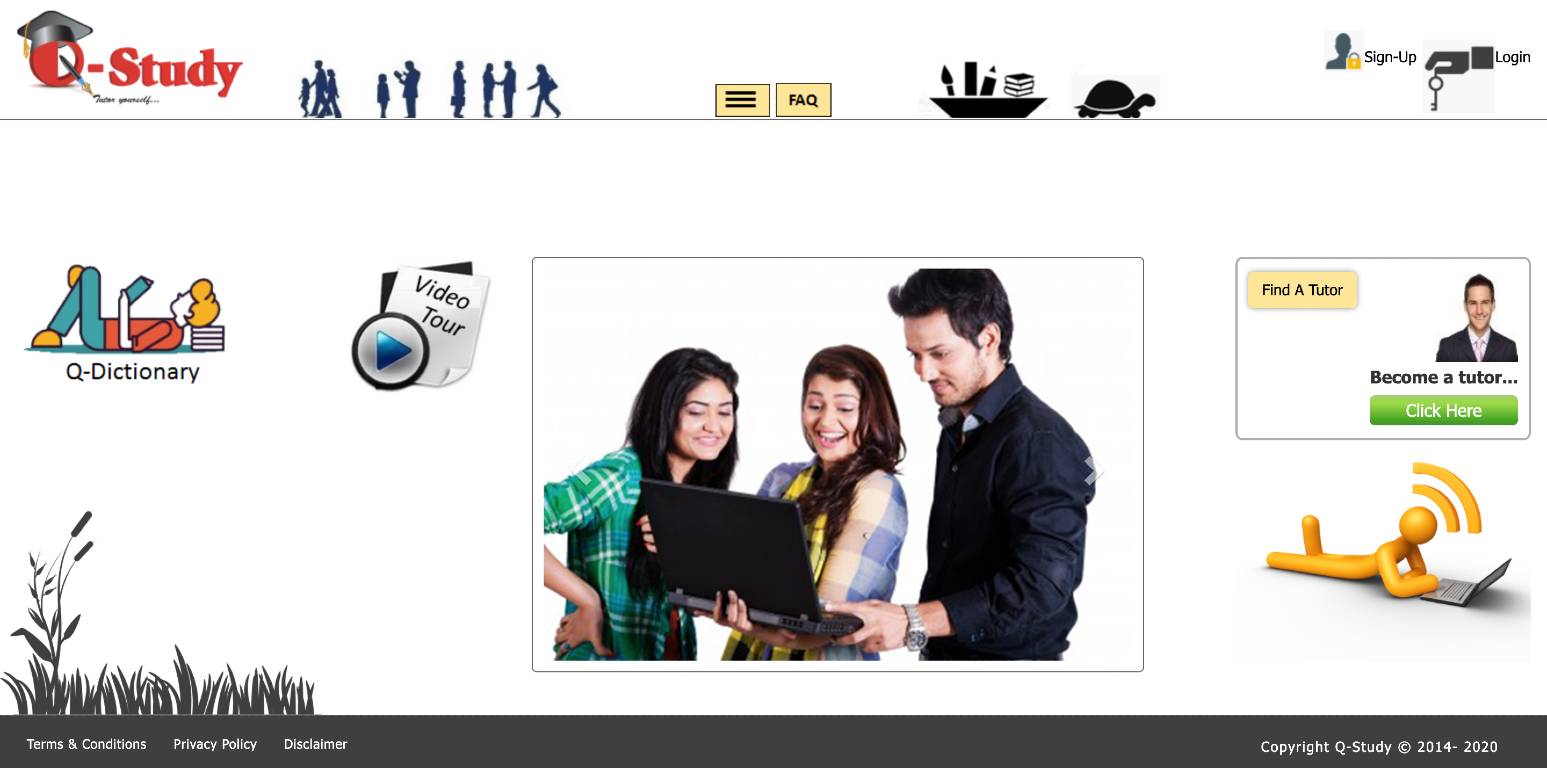 Q-Study
Tutor yourself...
FAQ
Sign-Up
Login
Q-Dictionary
Video
Tour
Find A Tutor
Become a tutor...
Click Here
Terms & Conditions
Privacy Policy
Disclaimer
Copyright Q-Study © 2014- 2020